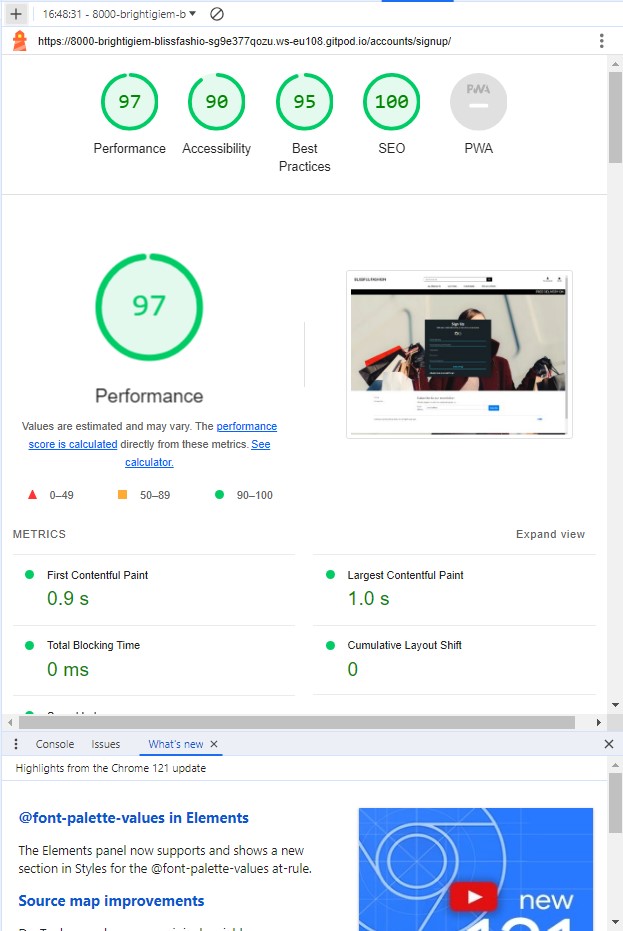 16:48:31 - 8000-brightigiem-b
https://8000-brightigiem-blissfashio-sg9e377qozu.ws-eu108.gitpod.io/accounts/signup/
97 90 95 100 PWA
Performance Accessibility Best Practices SEO PWA
97
Performance
Values are estimated and may vary. The performance
score is calculated directly from these metrics. See
calculator.
0–49 50–89 90–100
Sign Up
METRICS Expand view
First Contentful Paint Largest Contentful Paint
0.9 s 1.0 s
Total Blocking Time Cumulative Layout Shift
0 ms 0
Console Issues What's new
Highlights from the Chrome 121 update
@font-palette-values in Elements
The Elements panel now supports and shows a new
section in Styles for the @font-palette-values at-rule.
new
121
Source map improvements